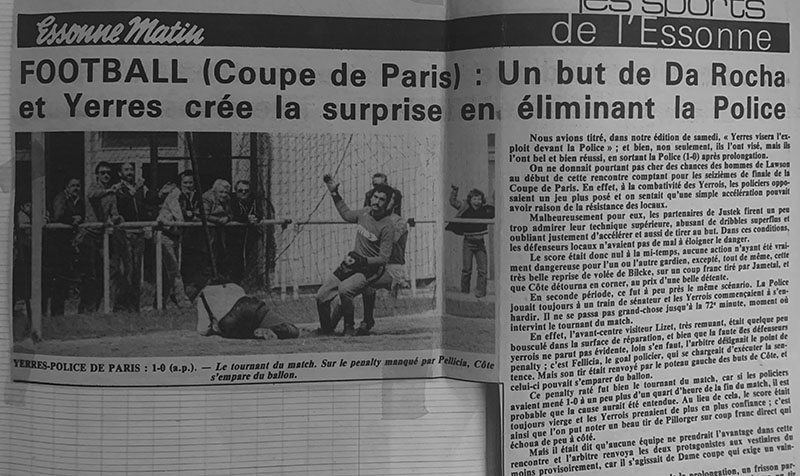 Essonne Matin
les sports
de l'Essonne
FOOTBALL (Coupe de Paris) : Un but de Da Rocha
et Yerres crée la surprise en éliminant la Police
YERRES-POLICE DE PARIS : 1-0 (a.p.). — Le tournant du match. Sur le penalty manqué par Pellicia, Côte
s'empare du ballon.
Nous avions titré, dans notre édition de samedi, « Yerres visera l'ex-
ploit devant la Police » ; et bien, non seulement, ils l'ont visé, mais ils
l'ont bel et bien réussi, en sortant la Police (1-0) après prolongation.
On ne donnait pourtant pas cher des chances des hommes de Lawson
au début de cette rencontre comptant pour les seizièmes de finale de la
Coupe de Paris. En effet, à la combativité des Yerrois, les policiers oppo-
saient un jeu plus posé et on sentait qu'une simple accélération pouvait
avoir raison de la résistance des locaux.
Malheureusement pour eux, les partenaires de Justek firent un peu
trop admirer leur technique supérieure, abusant de dribbles superflus et
oubliant justement d'accélérer et aussi de tirer au but. Dans ces conditions,
les défenseurs locaux n'avaient pas de mal à éloigner le danger.
Le score était donc nul à la mi-temps, aucune action n'ayant été vrai-
ment dangereuse pour l'un ou l'autre gardien, excepté, tout de même, cette
très belle reprise de volée de Bilcke, sur un coup franc tiré par Jametal, et
que Côte détourna en corner, au prix d'une belle détente.
En seconde période, ce fut à peu près le même scénario. La Police
jouait toujours à un train de sénateur et les Yerrois commençaient à s'en-
hardir. Il ne se passa pas grand-chose jusqu'à la 72e minute, moment où
intervint le tournant du match.
En effet, l'avant-centre visiteur Lizet, très remuant, était quelque peu
bousculé dans la surface de réparation, et bien que la faute des défenseurs
yerrois ne parut pas évidente, loin s'en faut, l'arbitre désignait le point de
penalty ; c'est Fellicia, le goal policier, qui se chargeait d'exécuter la sen-
tence. Mais son tir était renvoyé par le poteau gauche des buts de Côte, et
celui-ci pouvait s'emparer du ballon.
Ce penalty raté fut bien le tournant du match, car si les policiers
avaient mené 1-0 à un peu plus d'un quart d'heure de la fin du match, il est
probable que la cause aurait été entendue. Au lieu de cela, le score était
toujours vierge et les Yerrois prenaient de plus en plus confiance ; c'est
ainsi que l'on put noter un beau tir de Pillorger sur coup franc direct qui
échoua de peu à côté.
Mais il était dit qu'aucune équipe ne prendrait l'avantage dans cette
rencontre et l'arbitre renvoya les deux protagonistes aux vestiaires du
moins provisoirement, car il s'agissait de Dame coupe qui exige un vain-
prolongation, un frisson par-